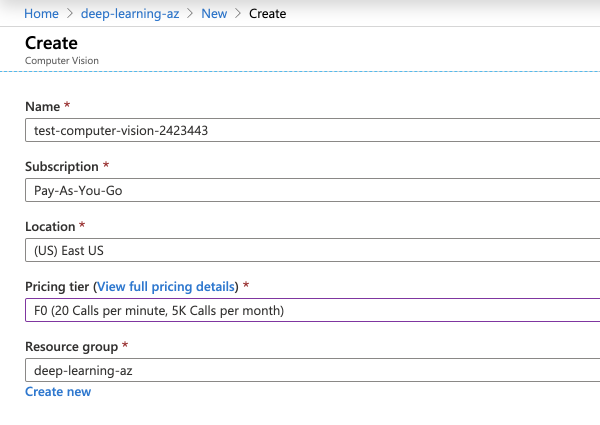 Home > deep-learning-az > New > Create
Create
Computer Vision
Name *
test-computer-vision-2423443
Subscription *
Pay-As-You-Go
Location *
(US) East US
Pricing tier (View full pricing details) *
F0 (20 Calls per minute, 5K Calls per month)
Resource group *
deep-learning-az
Create new